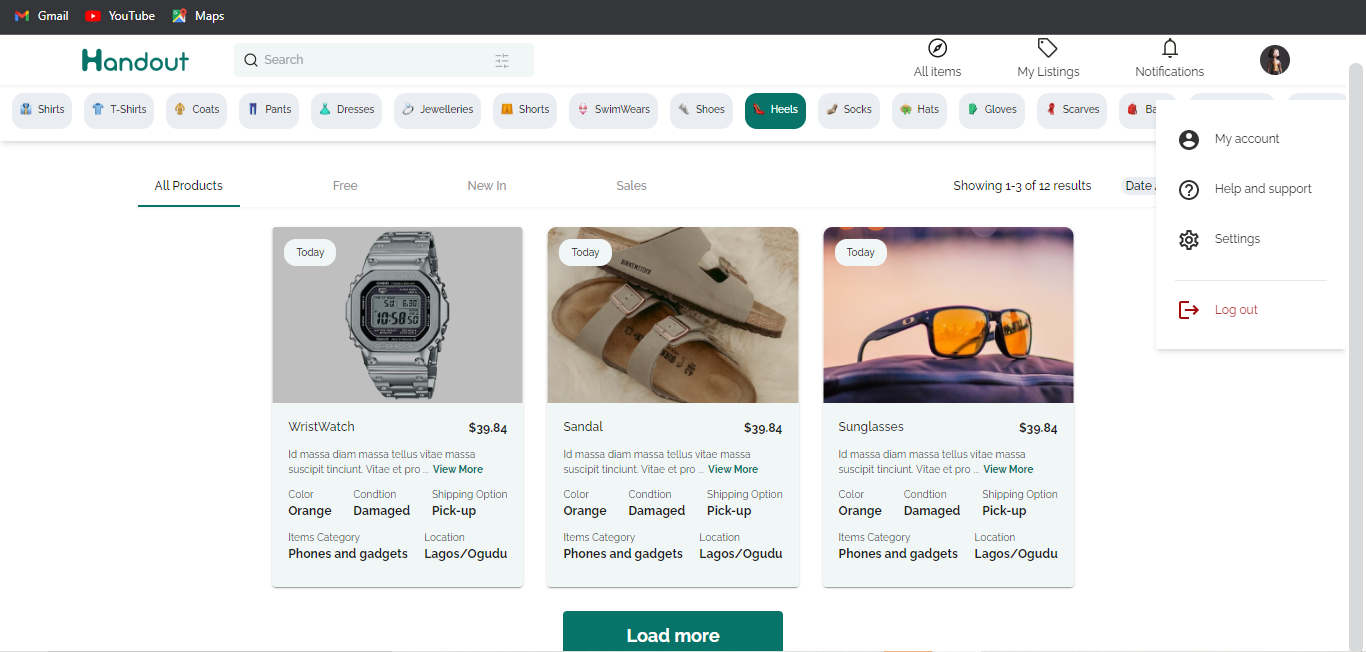 Gmail YouTube Maps
Handout Search All items My Listings Notifications
Shirts T-Shirts Coats Pants Dresses Jewelleries Shorts SwimWears Shoes Heels Socks Hats Gloves Scarves Ba
My account
Help and support
Settings
Log out
All Products Free New In Sales Showing 1-3 of 12 results Date
Today Today Today
BIRKENSTOCK
CASIO
10:58 50
WristWatch $39.84 Sandal $39.84 Sunglasses $39.84
Id massa diam massa tellus vitae massa Id massa diam massa tellus vitae massa Id massa diam massa tellus vitae massa
suscipit tinciunt. Vitae et pro ... View More suscipit tinciunt. Vitae et pro ... View More suscipit tinciunt. Vitae et pro ... View More
Color Condtion Shipping Option Color Condtion Shipping Option Color Condtion Shipping Option
Orange Damaged Pick-up Orange Damaged Pick-up Orange Damaged Pick-up
Items Category Location Items Category Location Items Category Location
Phones and gadgets Lagos/Ogudu Phones and gadgets Lagos/Ogudu Phones and gadgets Lagos/Ogudu
Load more